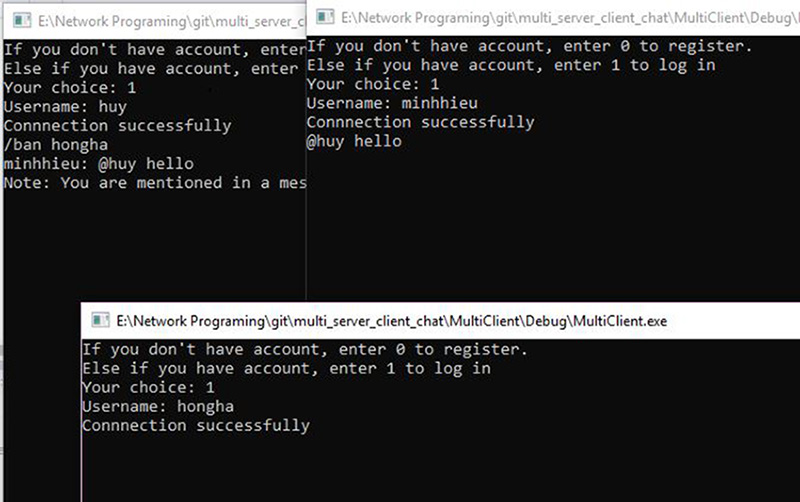 E:\Network Programing\git\multi_server_cl
If you don't have account, enter
Else if you have account, enter
Your choice: 1
Username: huy
Connnection successfully
/ban hongha
minhhieu: @huy hello
Note: You are mentioned in a mes
E:\Network Programing\git\multi_server_client_chat\MultiClient\Debug\
If you don't have account, enter 0 to register.
Else if you have account, enter 1 to log in
Your choice: 1
Username: minhhieu
Connnection successfully
@huy hello
E:\Network Programing\git\multi_server_client_chat\MultiClient\Debug\MultiClient.exe
If you don't have account, enter 0 to register.
Else if you have account, enter 1 to log in
Your choice: 1
Username: hongha
Connnection successfully